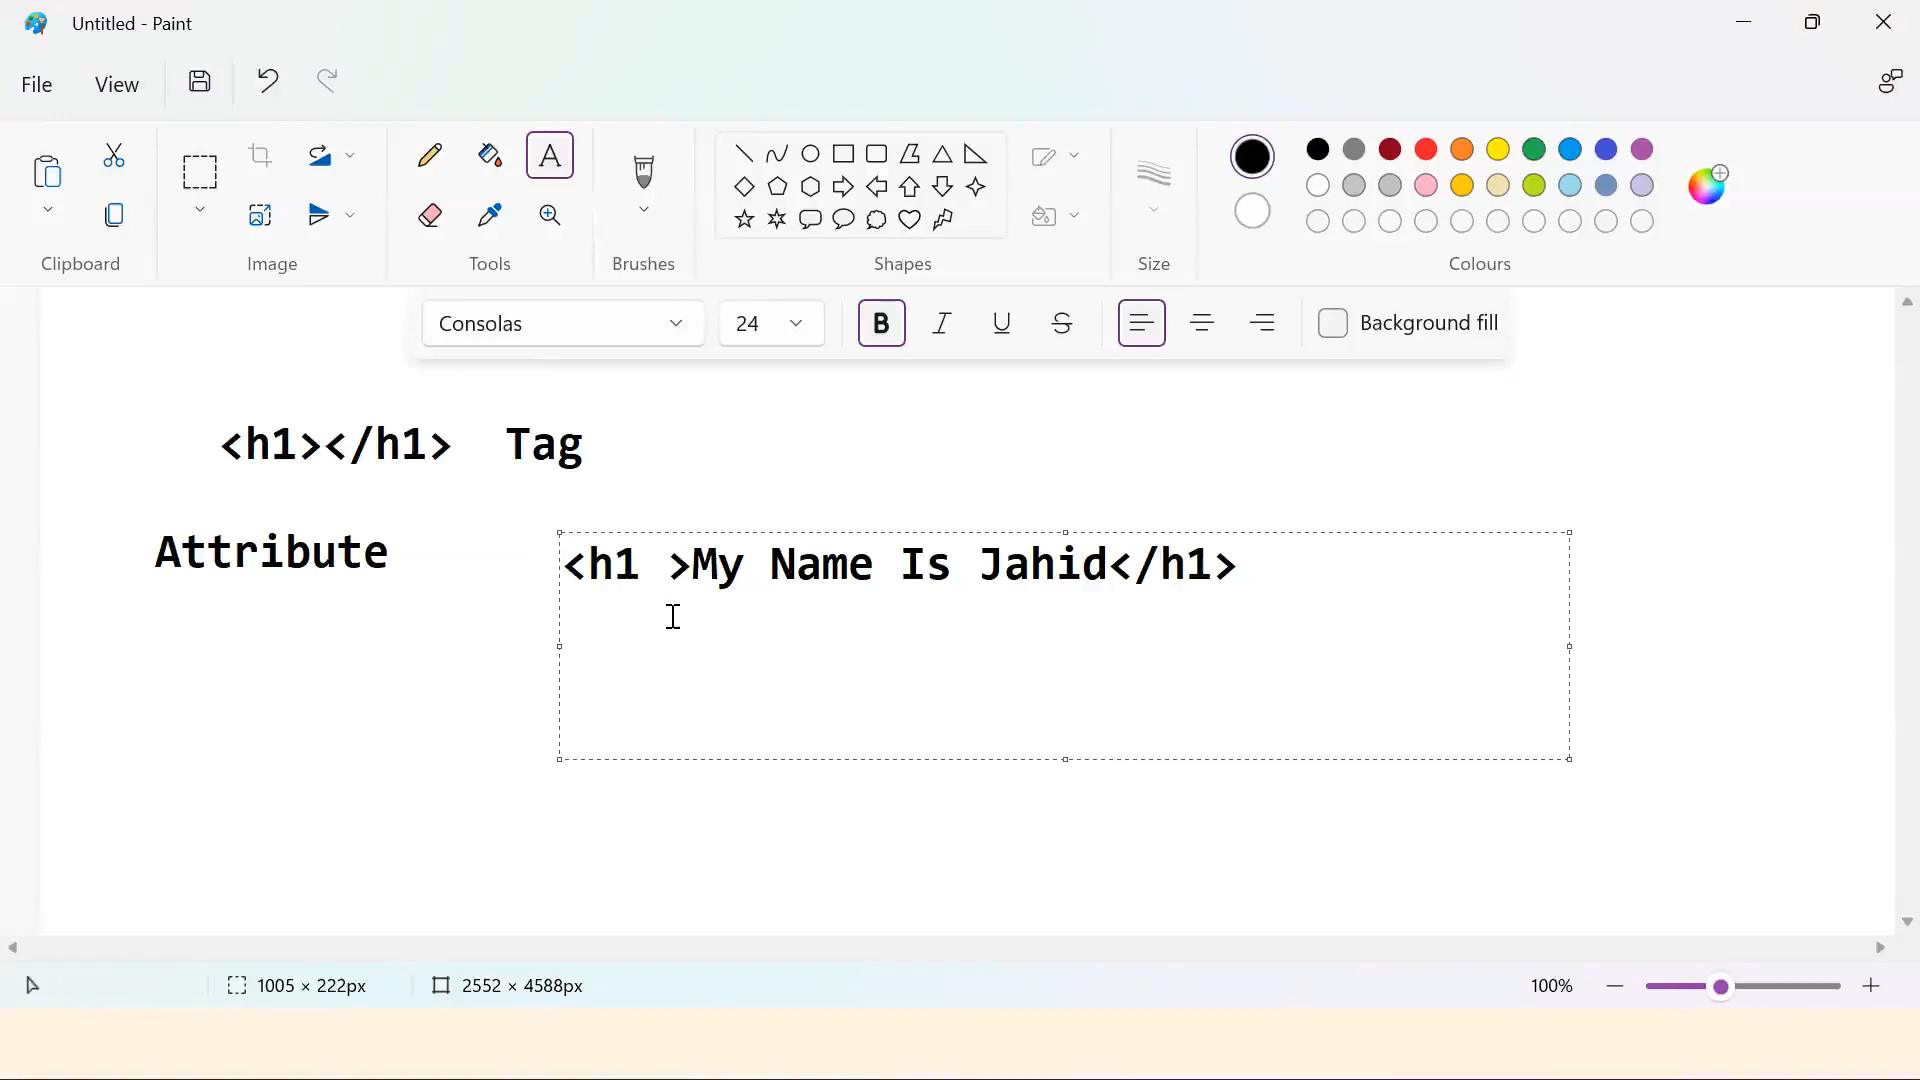 Untitled - Paint
File View
Clipboard
Image
Tools
Brushes
Shapes
Size
Colours
Consolas 24 B I U S Background fill
<h1></h1> Tag
Attribute
<h1 >My Name Is Jahid</h1>
1005 × 222px 2552 × 4588px 100%